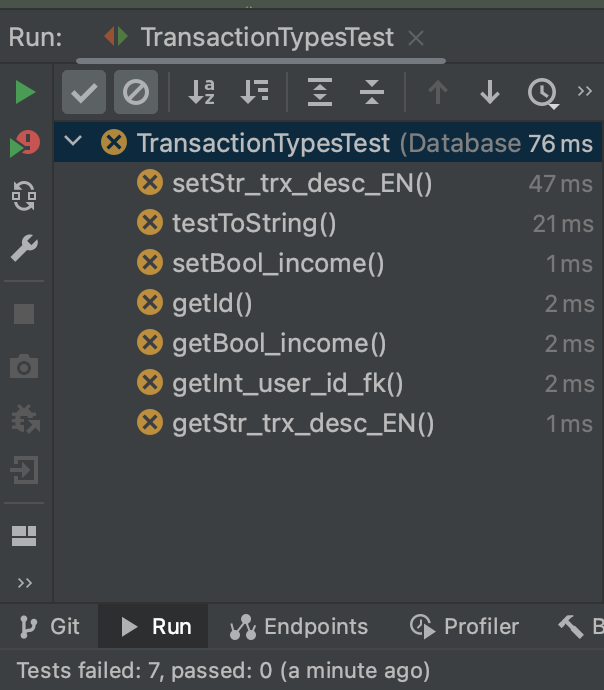 Run: TransactionTypesTest
TransactionTypesTest (Database 76 ms
setStr_trx_desc_EN() 47 ms
testToString() 21 ms
setBool_income() 1 ms
getId() 2 ms
getBool_income() 2 ms
getInt_user_id_fk() 2 ms
getStr_trx_desc_EN() 1 ms
Git Run Endpoints Profiler B
Tests failed: 7, passed: 0 (a minute ago)